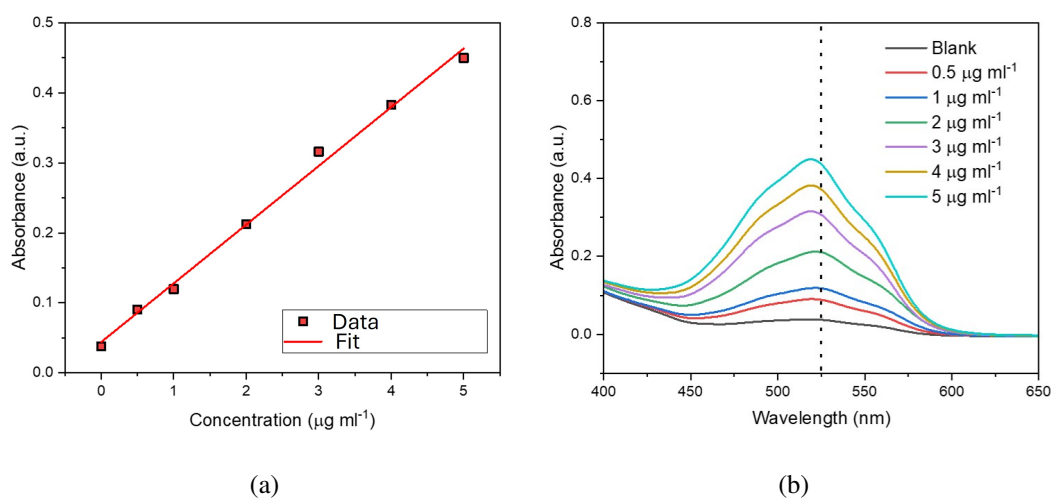 0.5
0.4
0.3
0.2
0.1
0.0
Absorbance (a.u.)
Data
Fit
0 1 2 3 4 5
Concentration (μg ml⁻¹)
(a)
0.8
0.6
0.4
0.2
0.0
Absorbance (a.u.)
Blank
0.5 μg ml⁻¹
1 μg ml⁻¹
2 μg ml⁻¹
3 μg ml⁻¹
4 μg ml⁻¹
5 μg ml⁻¹
400 450 500 550 600 650
Wavelength (nm)
(b)